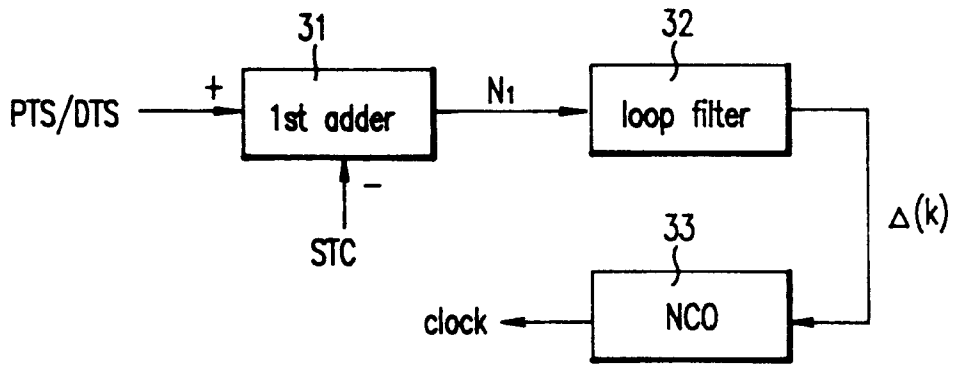 31
32
PTS/DTS
+
1st adder
N1
loop filter
−
STC
Δ(k)
33
NCO
clock